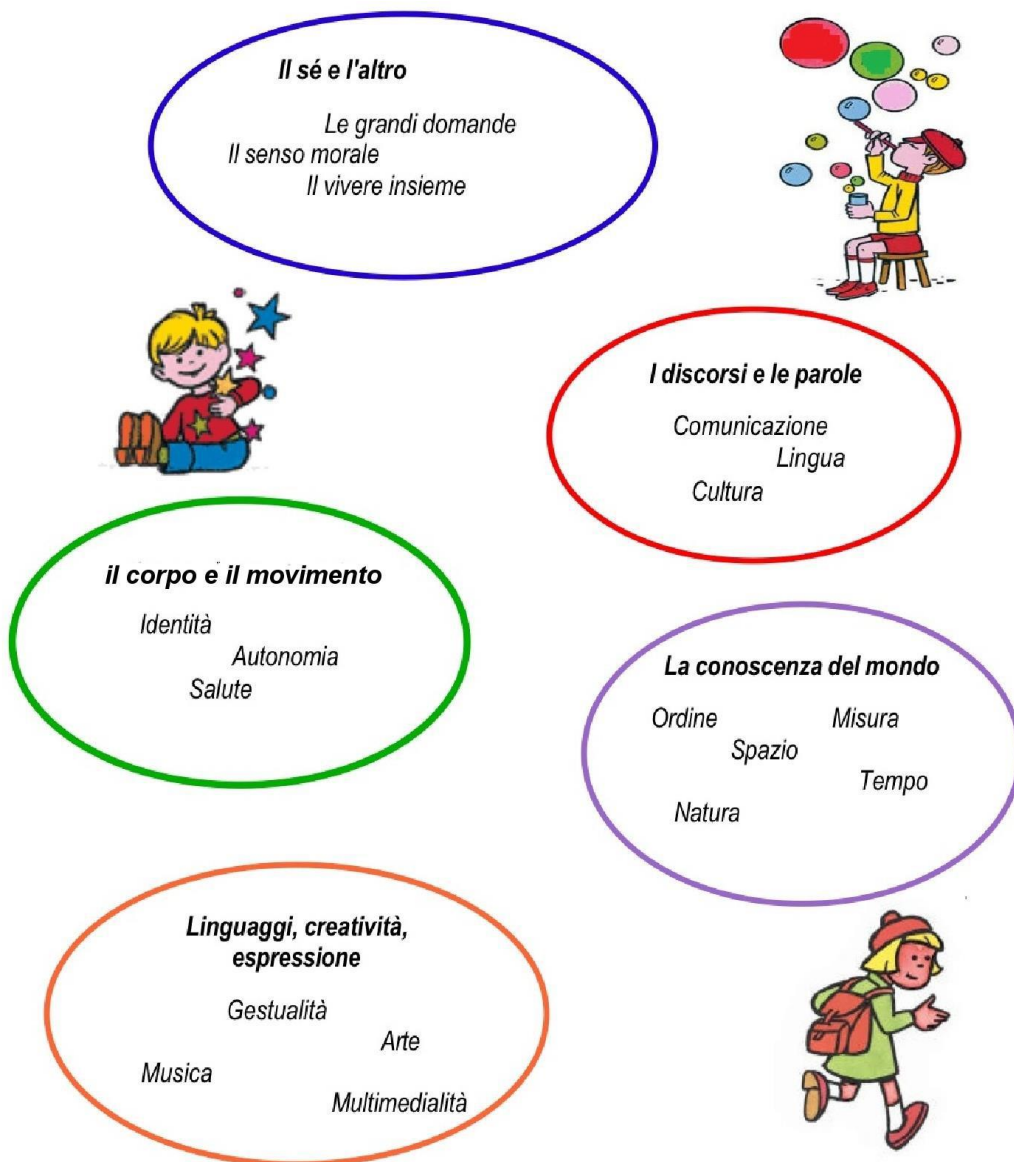 Il sé e l'altro
Le grandi domande
Il senso morale
Il vivere insieme
I discorsi e le parole
Comunicazione
Lingua
Cultura
il corpo e il movimento
Identità
Autonomia
Salute
La conoscenza del mondo
Ordine Misura
Spazio
Tempo
Natura
Linguaggi, creatività,
espressione
Gestualità
Arte
Musica
Multimedialità